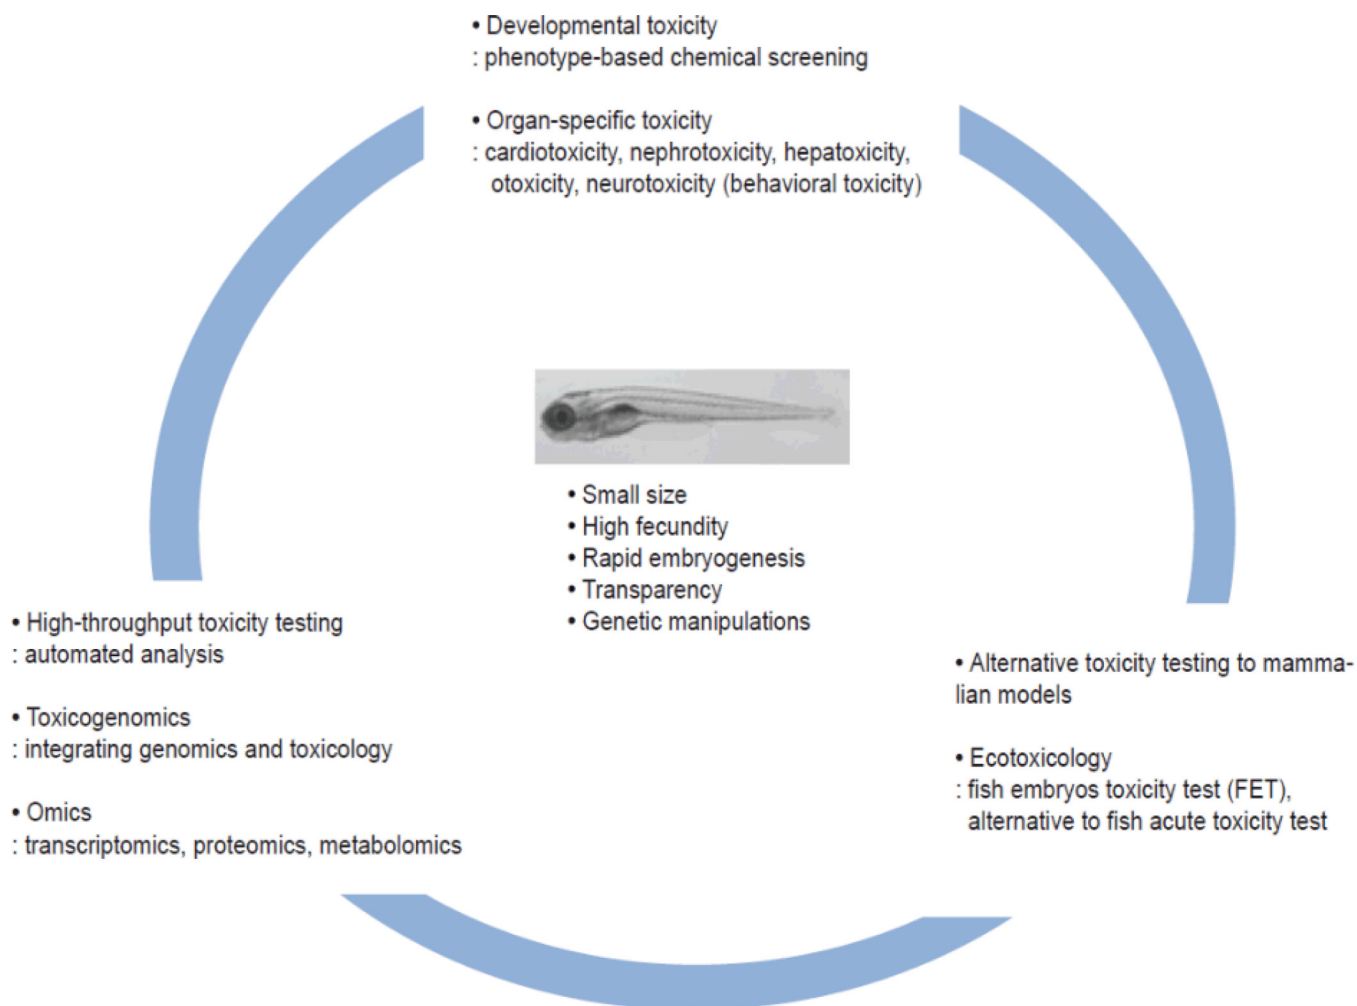 • Developmental toxicity
: phenotype-based chemical screening
• Organ-specific toxicity
: cardiotoxicity, nephrotoxicity, hepatoxicity,
otoxicity, neurotoxicity (behavioral toxicity)
• Small size
• High fecundity
• Rapid embryogenesis
• Transparency
• Genetic manipulations
• High-throughput toxicity testing
: automated analysis
• Toxicogenomics
: integrating genomics and toxicology
• Omics
: transcriptomics, proteomics, metabolomics
• Alternative toxicity testing to mamma-
lian models
• Ecotoxicology
: fish embryos toxicity test (FET),
alternative to fish acute toxicity test